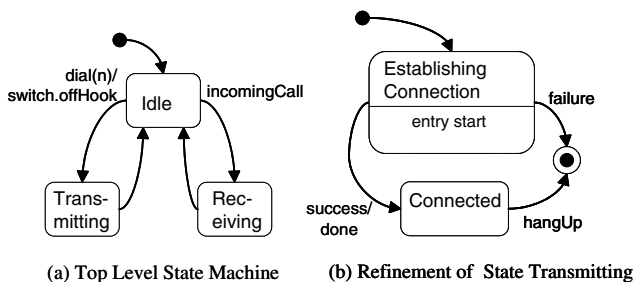 dial(n)/
switch.offHook
Idle
incomingCall
Trans-
mitting
Rec-
eiving
(a) Top Level State Machine
Establishing
Connection
entry start
failure
success/
done
Connected
hangUp
(b) Refinement of State Transmitting